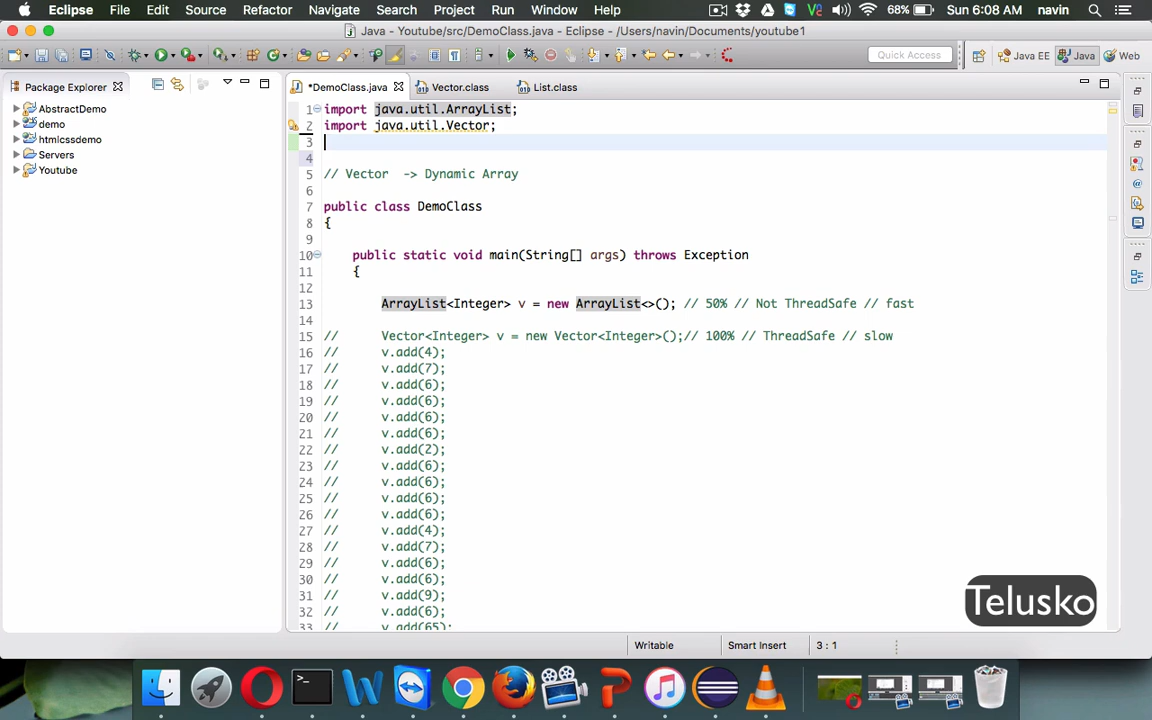 Eclipse File Edit Source Refactor Navigate Search Project Run Window Help 68% Sun 6:08 AM navin
Java - Youtube/src/DemoClass.java - Eclipse - /Users/navin/Documents/youtube1
Quick Access Java EE Java Web
Package Explorer
AbstractDemo
demo
htmlcssdemo
Servers
Youtube
*DemoClass.java Vector.class List.class
1 import java.util.ArrayList;
2 import java.util.Vector;
3
4
5 // Vector -> Dynamic Array
6
7 public class DemoClass
8 {
9
10 public static void main(String[] args) throws Exception
11 {
12
13 ArrayList<Integer> v = new ArrayList<>(); // 50% // Not ThreadSafe // fast
14
15 // Vector<Integer> v = new Vector<Integer>();// 100% // ThreadSafe // slow
16 // v.add(4);
17 // v.add(7);
18 // v.add(6);
19 // v.add(6);
20 // v.add(6);
21 // v.add(6);
22 // v.add(2);
23 // v.add(6);
24 // v.add(6);
25 // v.add(6);
26 // v.add(6);
27 // v.add(4);
28 // v.add(7);
29 // v.add(6);
30 // v.add(6);
31 // v.add(9);
32 // v.add(6);
33 // v.add(65);
Telusko
Writable Smart Insert 3 : 1